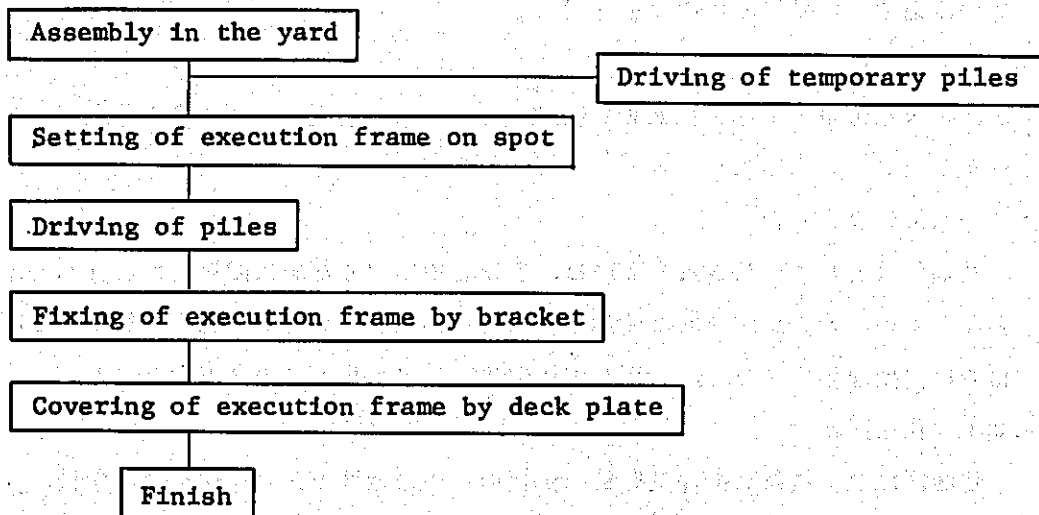 Assembly in the yard
Driving of temporary piles
Setting of execution frame on spot
Driving of piles
Fixing of execution frame by bracket
Covering of execution frame by deck plate
Finish